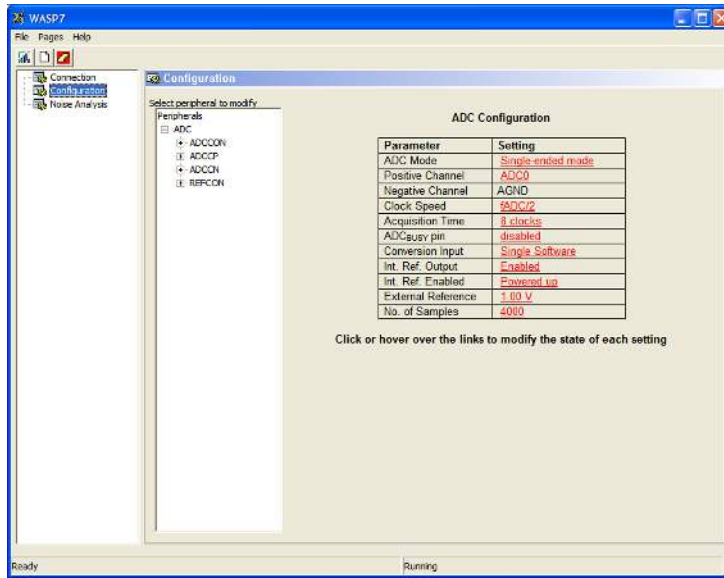 WASP7
File Pages Help
Connection
Configuration
Noise Analysis
Configuration
Select peripheral to modify
Peripherals
ADC
ADCCON
ADCCP
ADCCN
REFCON
ADC Configuration
Parameter Setting
ADC Mode Single-ended mode
Positive Channel ADC0
Negative Channel AGND
Clock Speed fADC/2
Acquisition Time 8 clocks
ADCBUSY pin disabled
Conversion Input Single Software
Int. Ref. Output Enabled
Int. Ref. Enabled Powered up
External Reference 1.00 V
No. of Samples 4000
Click or hover over the links to modify the state of each setting
Ready Running